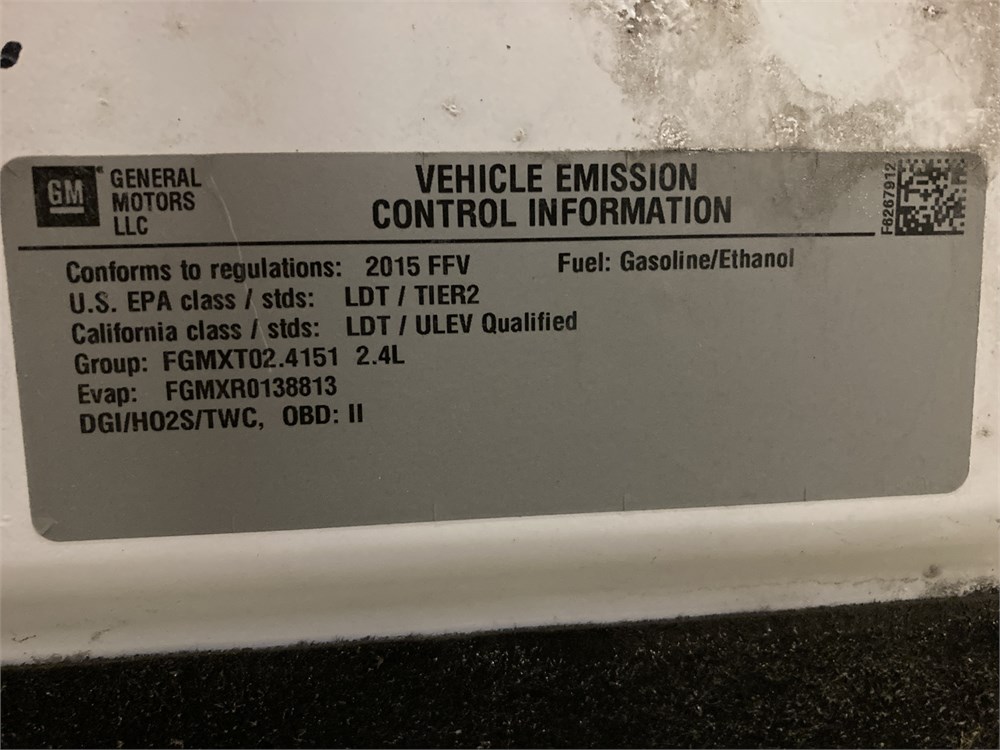 GM
GENERAL
MOTORS
LLC
VEHICLE EMISSION
CONTROL INFORMATION
F6267912
Conforms to regulations: 2015 FFV Fuel: Gasoline/Ethanol
U.S. EPA class / stds: LDT / TIER2
California class / stds: LDT / ULEV Qualified
Group: FGMXT02.4151 2.4L
Evap: FGMXR0138813
DGI/HO2S/TWC, OBD: II